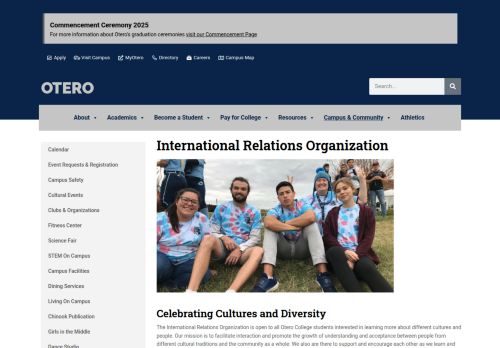 Commencement Ceremony 2025
For more information about Otero's graduation ceremonies visit our Commencement Page
Apply Visit Campus MyOtero Directory Careers Campus Map
OTERO
Search...
About Academics Become a Student Pay for College Resources Campus & Community Athletics
Calendar
Event Requests & Registration
Campus Safety
Cultural Events
Clubs & Organizations
Fitness Center
Science Fair
STEM On Campus
Campus Facilities
Dining Services
Living On Campus
Chinook Publication
Girls in the Middle
Dance Studio
International Relations Organization
Celebrating Cultures and Diversity
The International Relations Organization is open to all Otero College students interested in learning more about different cultures and
people. Our mission is to facilitate interaction and promote the growth of understanding and acceptance between people from
different cultural traditions and the community as a whole. We also are there to support and encourage each other as we learn and